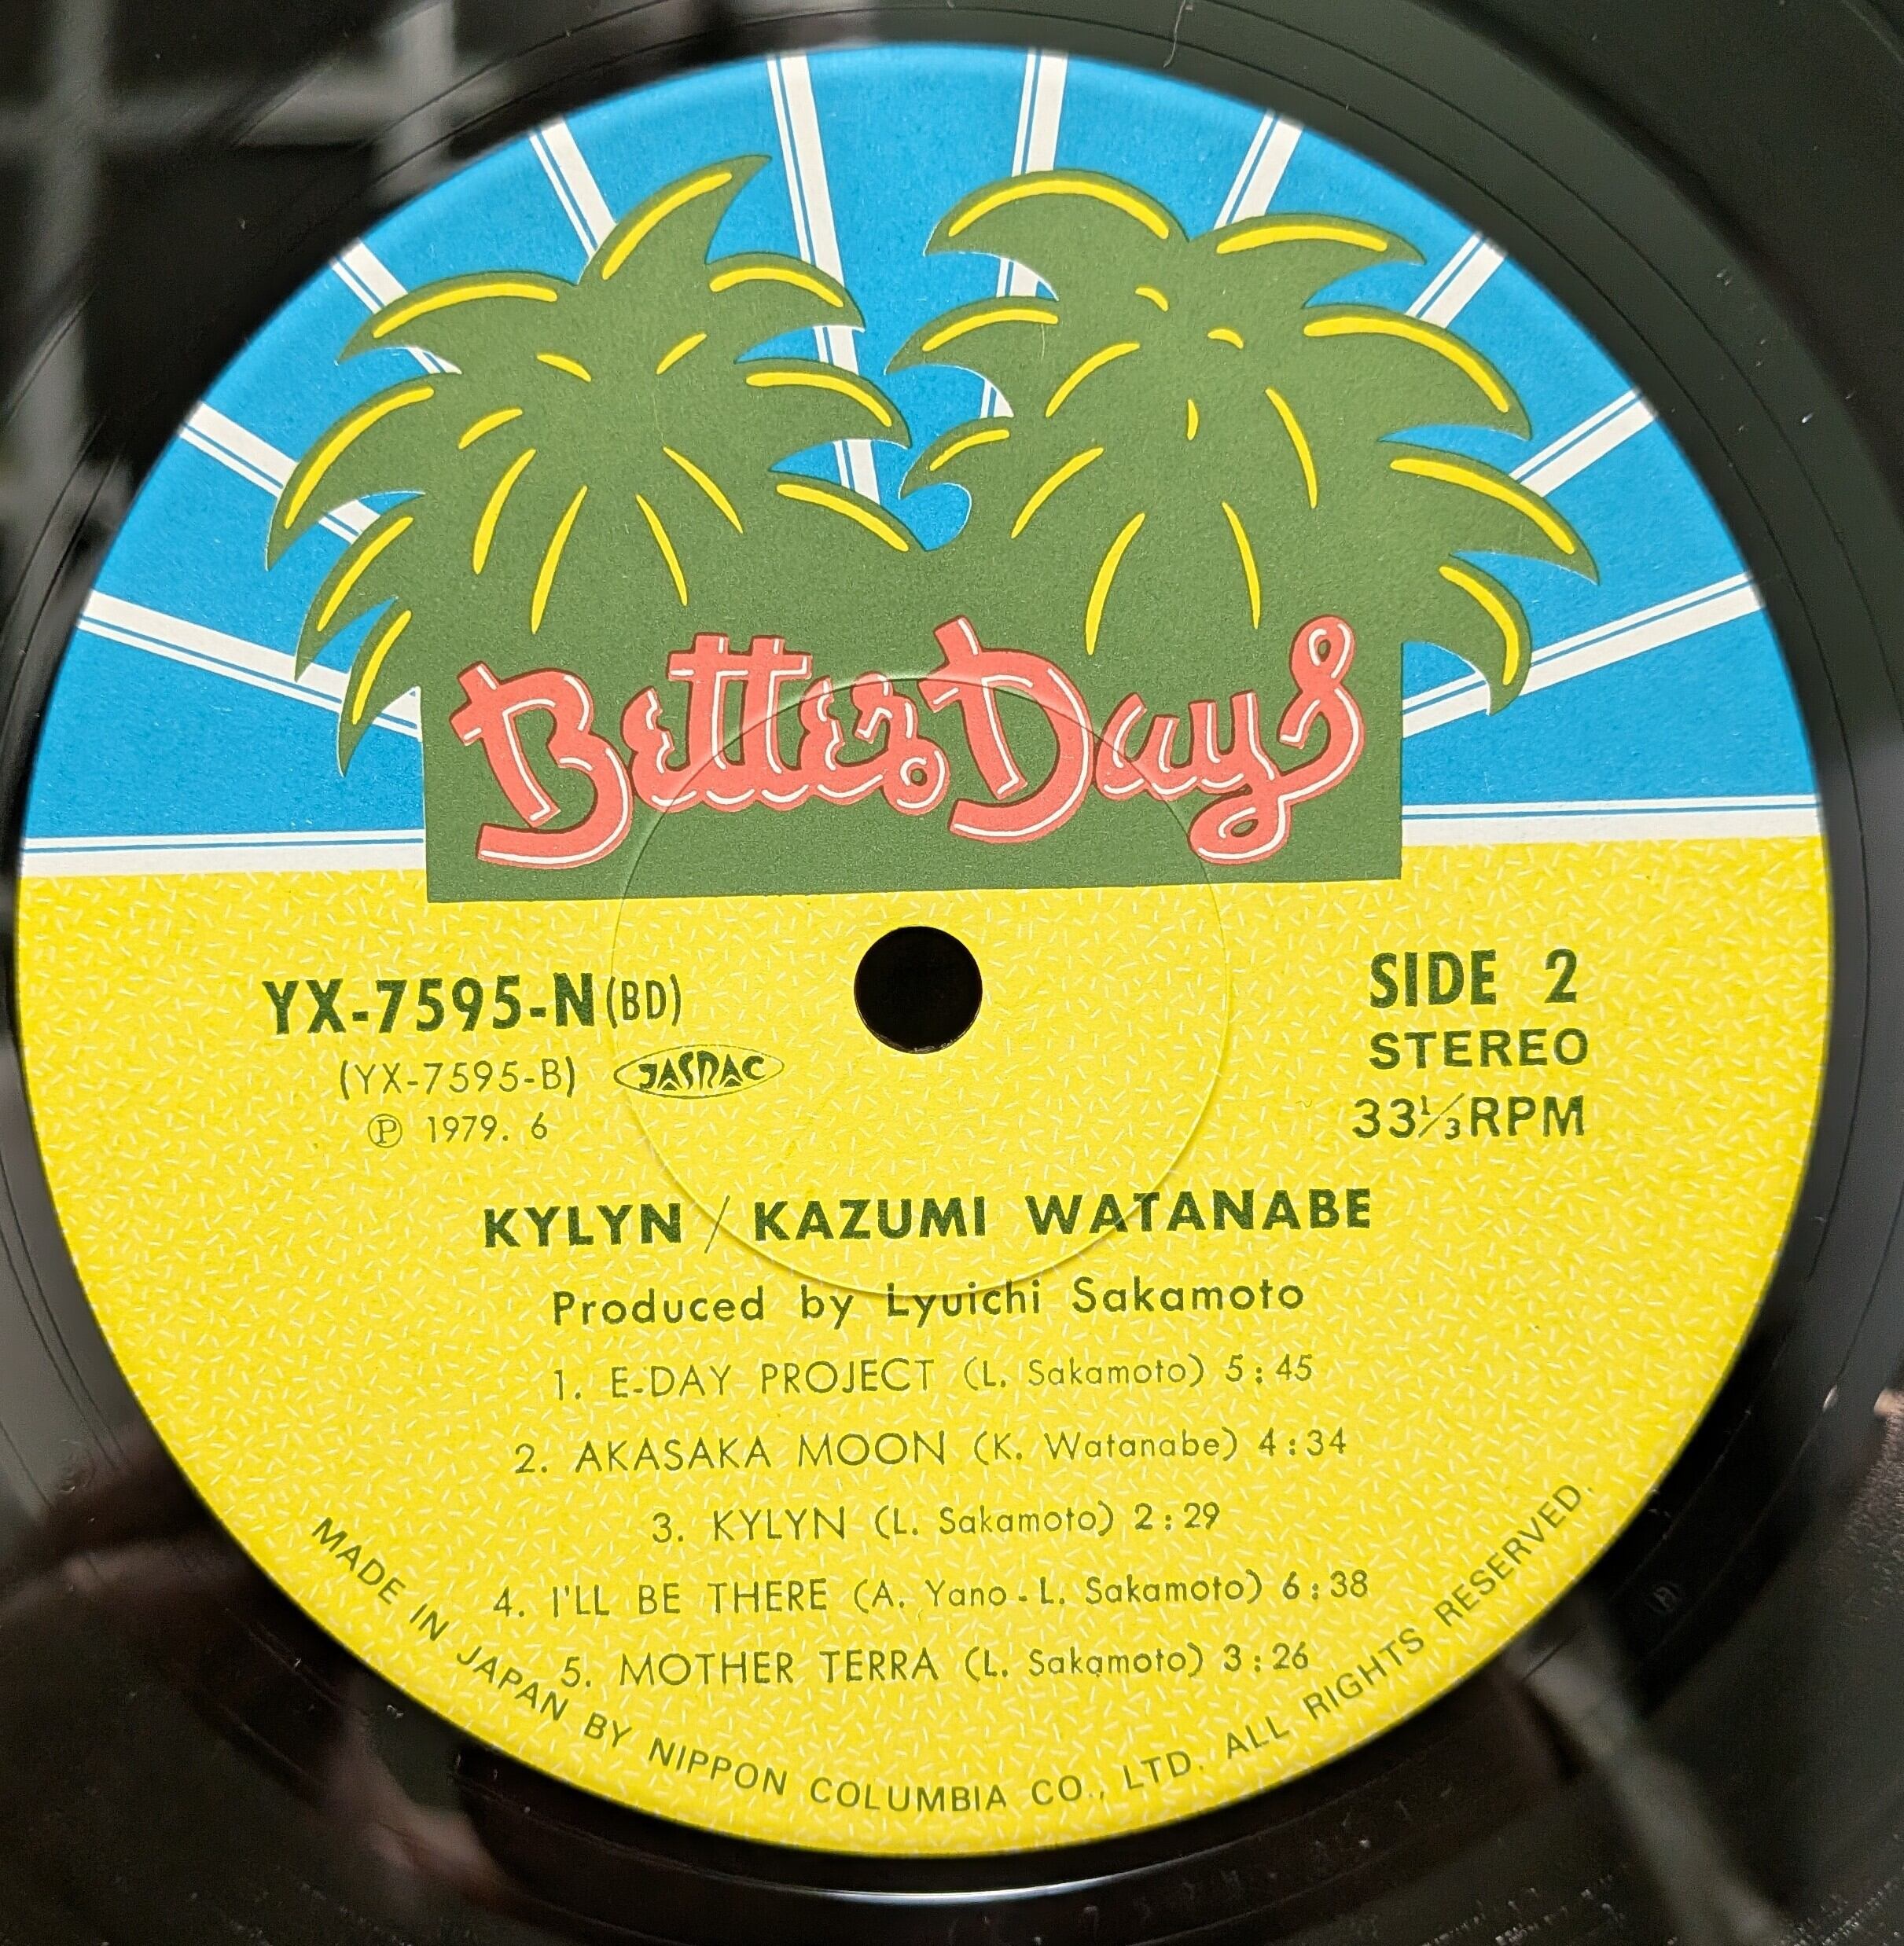 Better Days
YX-7595-N(BD)
(YX-7595-B) JASRAC
Ⓟ 1979. 6
SIDE 2
STEREO
33⅓RPM
KYLYN / KAZUMI WATANABE
Produced by Lyuichi Sakamoto
1. E-DAY PROJECT (L. Sakamoto) 5:45
2. AKASAKA MOON (K. Watanabe) 4:34
3. KYLYN (L. Sakamoto) 2:29
4. I'LL BE THERE (A. Yano - L. Sakamoto) 6:38
5. MOTHER TERRA (L. Sakamoto) 3:26
MADE IN JAPAN BY NIPPON COLUMBIA CO., LTD. ALL RIGHTS RESERVED.